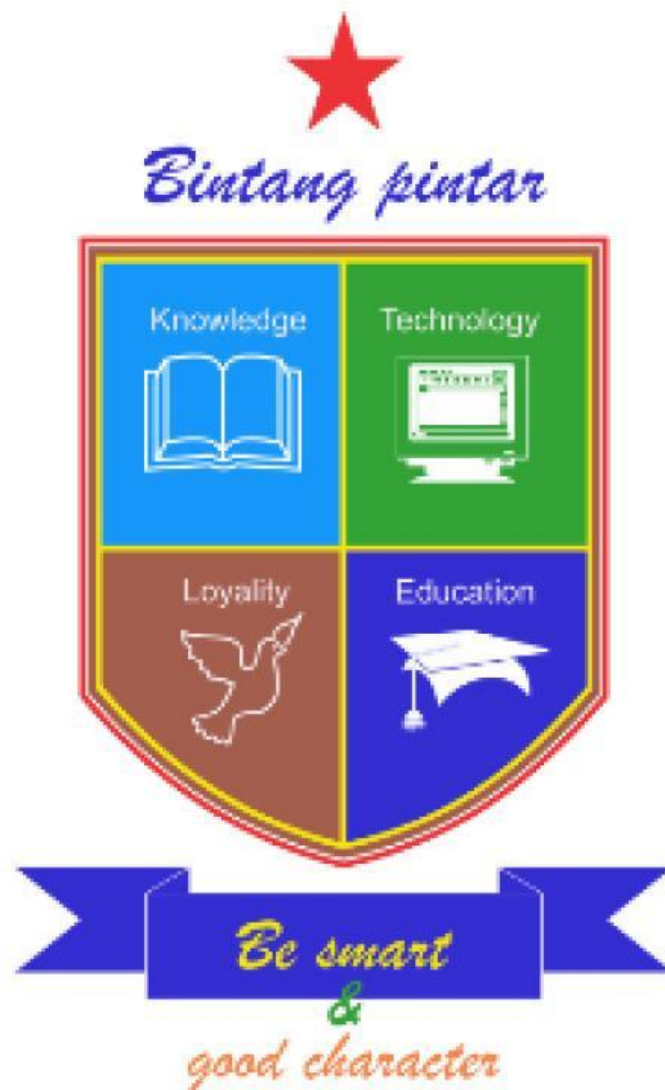 Bintang pintar
Knowledge
Technology
Loyality
Education
Be smart
&
good character